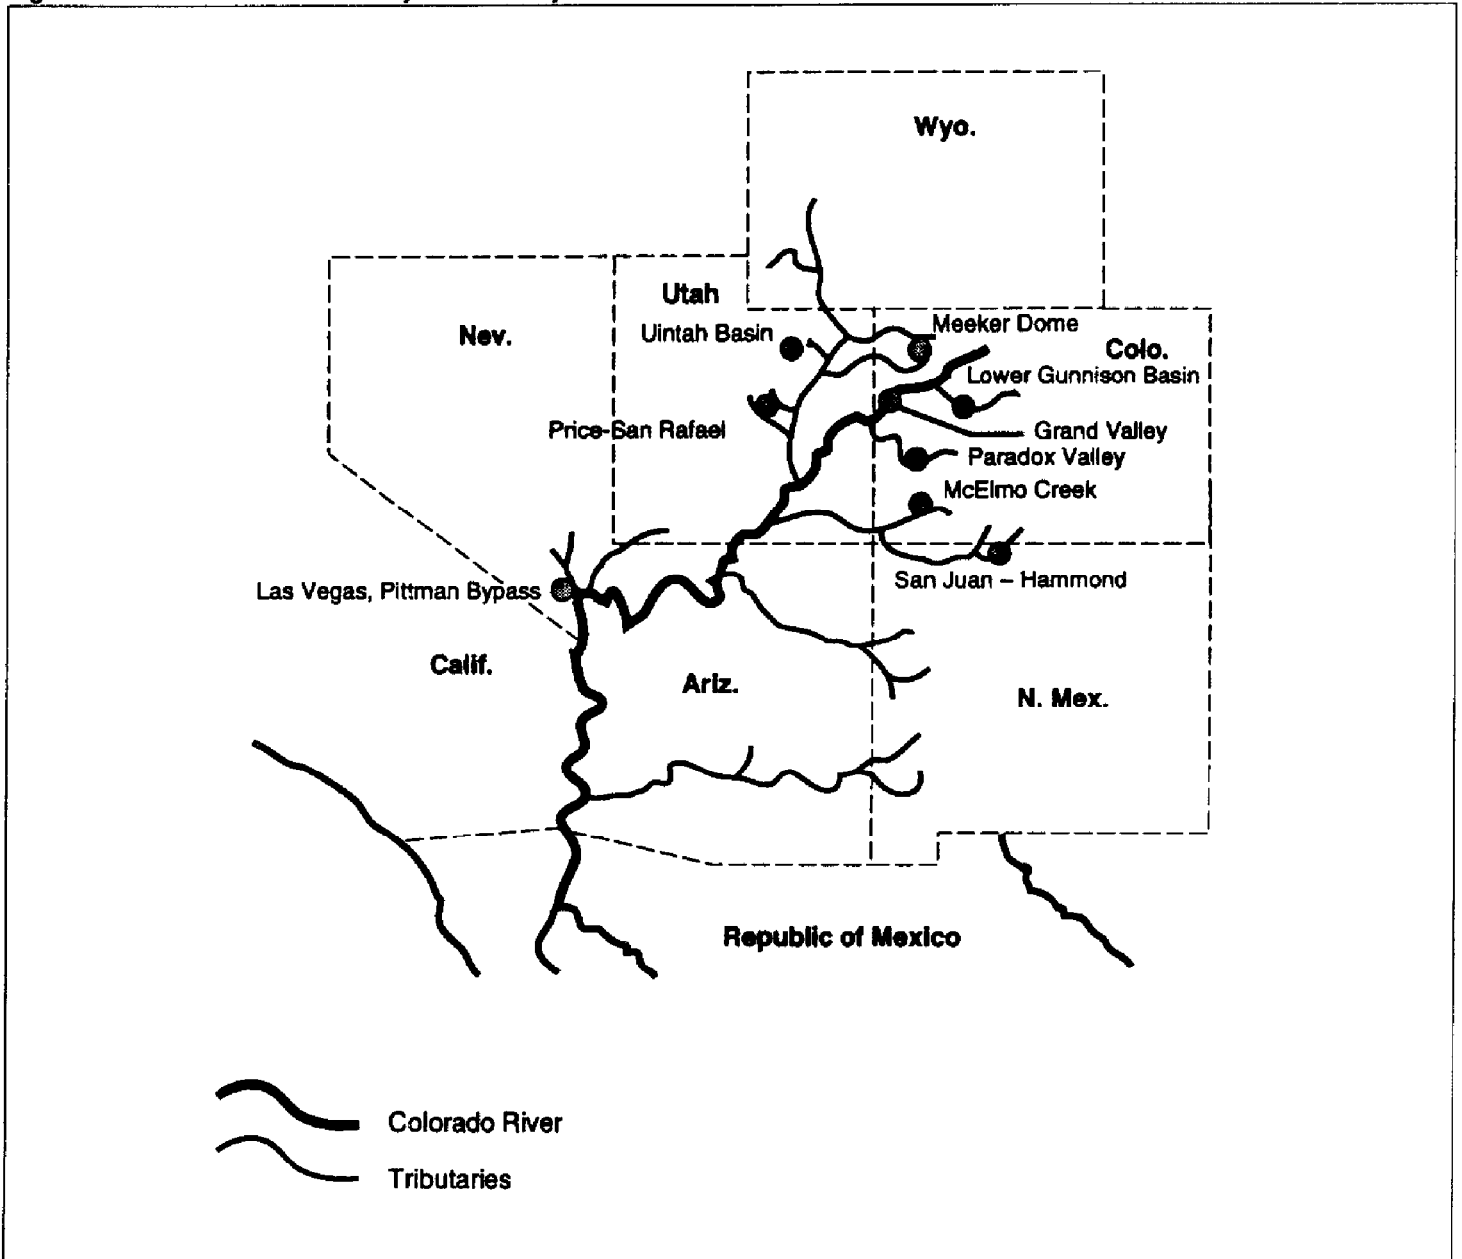 Wyo.
Utah
Nev.
Uintah Basin
Meeker Dome
Colo.
Lower Gunnison Basin
Price-San Rafael
Grand Valley
Paradox Valley
McElmo Creek
San Juan – Hammond
Las Vegas, Pittman Bypass
Calif.
Ariz.
N. Mex.
Republic of Mexico
Colorado River
Tributaries